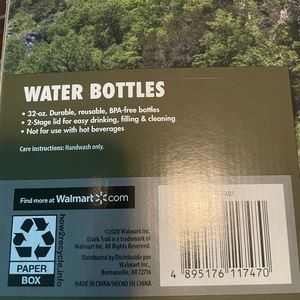 WATER BOTTLES
• 32-oz. Durable, reusable, BPA-free bottles
• 2-Stage lid for easy drinking, filling & cleaning
• Not for use with hot beverages
Care instructions: Handwash only.
Find more at Walmart.com
how2recycle.info
PAPER
BOX
©2020 Walmart Inc.
Ozark Trail is a trademark of
Walmart Inc. All Rights Reserved.
Distributed by/Distribuido por
Walmart Inc.,
Bentonville, AR 72716
MADE IN CHINA/HECHO EN CHINA
A01
4 895176 117470